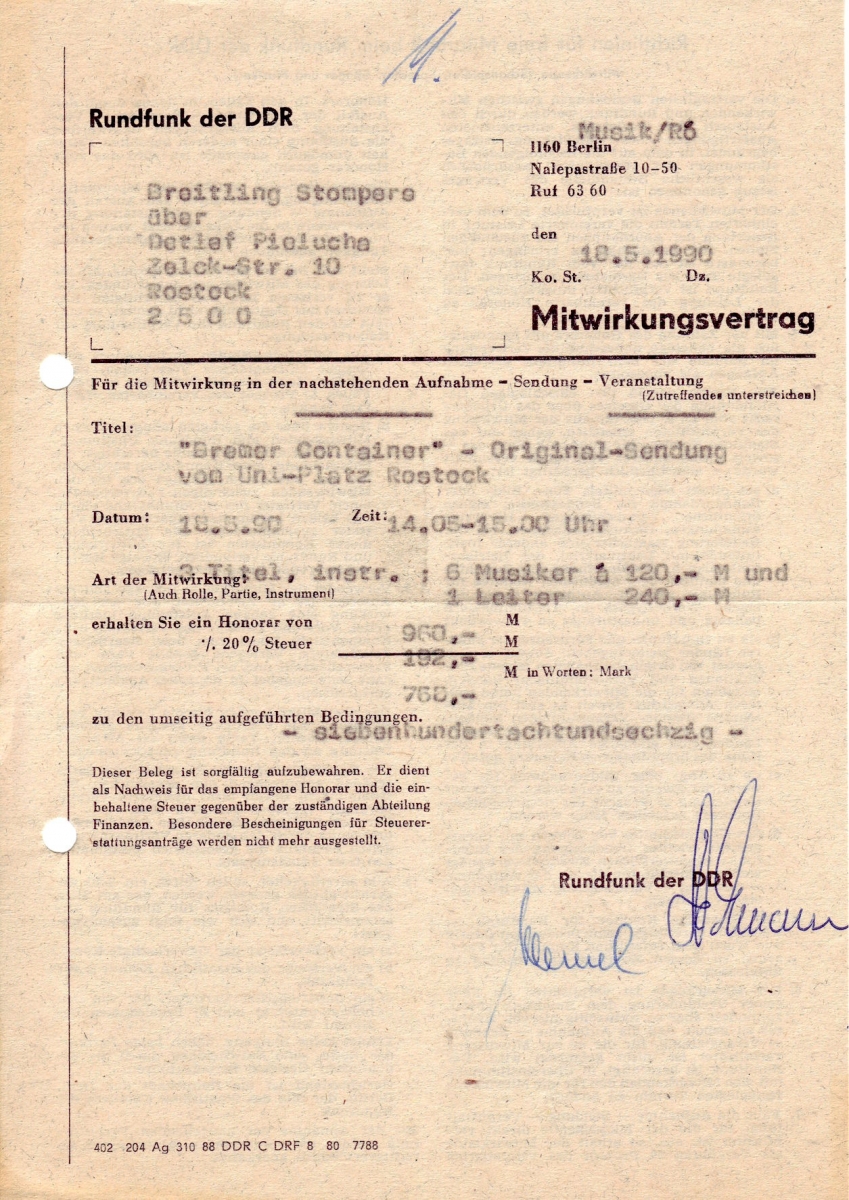 Rundfunk der DDR
Musik/Rö
1160 Berlin
Nalepastraße 10-50
Ruf 63 60
Breitling Stompers
über
Detlef Pielucha
Zelck-Str. 10
Rostock
2 5 0 0
den
18.5.1990
Ko. St. Dz.
Mitwirkungsvertrag
Für die Mitwirkung in der nachstehenden Aufnahme - Sendung - Veranstaltung
(Zutreffendes unterstreichen)
Titel:
"Bremer Container" - Original-Sendung
vom Uni-Platz Rostock
Datum: 18.5.90 Zeit: 14.05-15.00 Uhr
3 Titel, instr. ; 6 Musiker à 120,- M und
Art der Mitwirkung:
(Auch Rolle, Partie, Instrument) 1 Leiter 240,- M
erhalten Sie ein Honorar von 960,- M
·/. 20% Steuer 192,- M
M in Worten: Mark
768,-
zu den umseitig aufgeführten Bedingungen.
- siebenhundertachtundsechzig -
Dieser Beleg ist sorgfältig aufzubewahren. Er dient
als Nachweis für das empfangene Honorar und die ein-
behaltene Steuer gegenüber der zuständigen Abteilung
Finanzen. Besondere Bescheinigungen für Steuerer-
stattungsanträge werden nicht mehr ausgestellt.
Rundfunk der DDR
402 204 Ag 310 88 DDR C DRF 8 80 7788